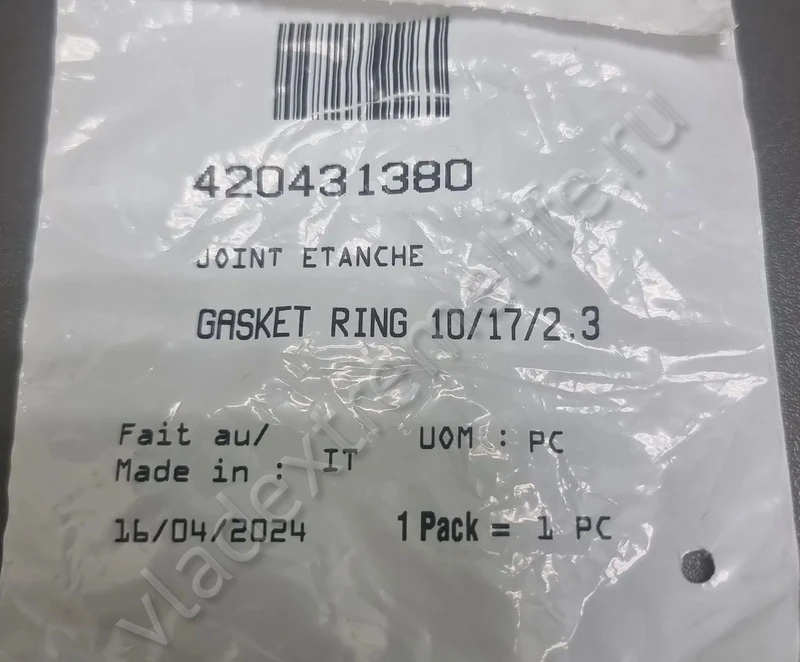 420431380
JOINT ETANCHE
GASKET RING 10/17/2.3
Fait au/
Made in : IT
UOM : PC
16/04/2024
1 Pack = 1 PC
vladextremetire.ru